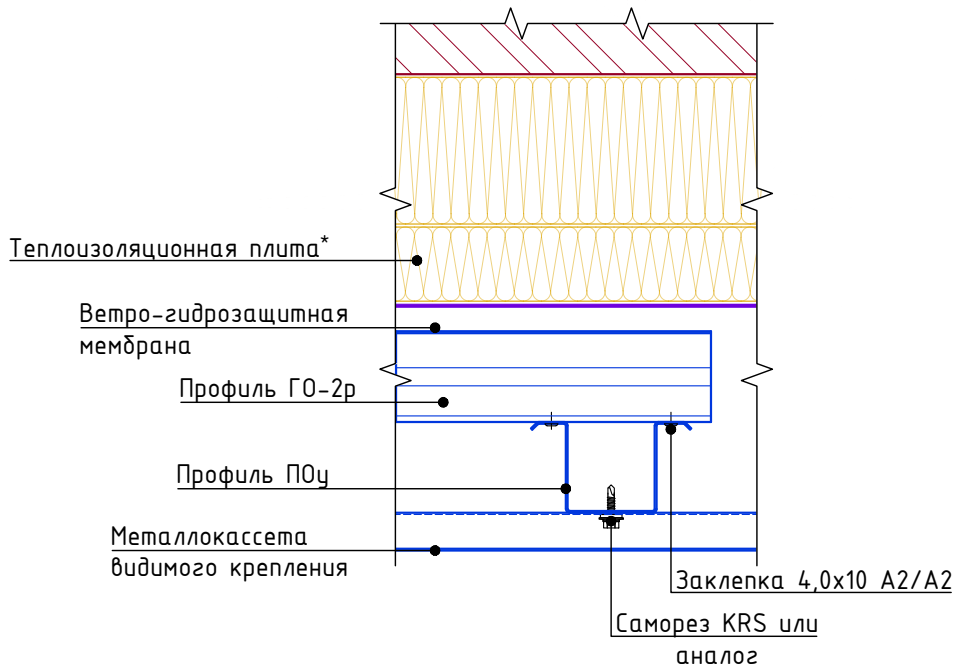 Теплоизоляционная плита*
Ветро-гидрозащитная
мембрана
Профиль ГО-2р
Профиль ПОу
Металлокассета
видимого крепления
Заклепка 4,0х10 А2/А2
Саморез KRS или
аналог